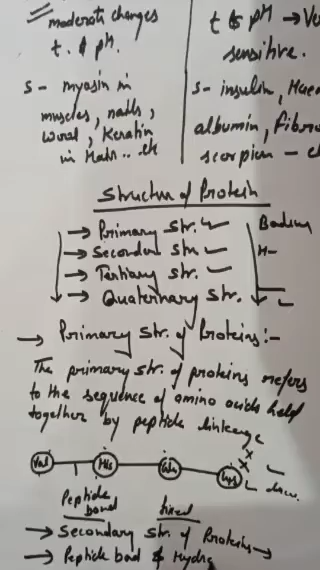 moderate changes
t. & pH.
s - myosin in
muscles, nails,
wool, Keratin
in Hairs.. etc
t & pH → Ve
sensitive.
s - insulin, Haem
albumin, Fibro
scorpion - e
Structure of Protein
→ Primary Str.
→ Secondary Str.
→ Tertiary Str.
→ Quaternary Str.
H-
→ Primary Str. of Proteins :-
The primary str. of proteins refers
to the sequence of amino acids held
together by peptide linkage
Val His Glu Lys
Peptide
bond
fixed
→ Secondary Str of Proteins →
→ Peptide bond & Hydro